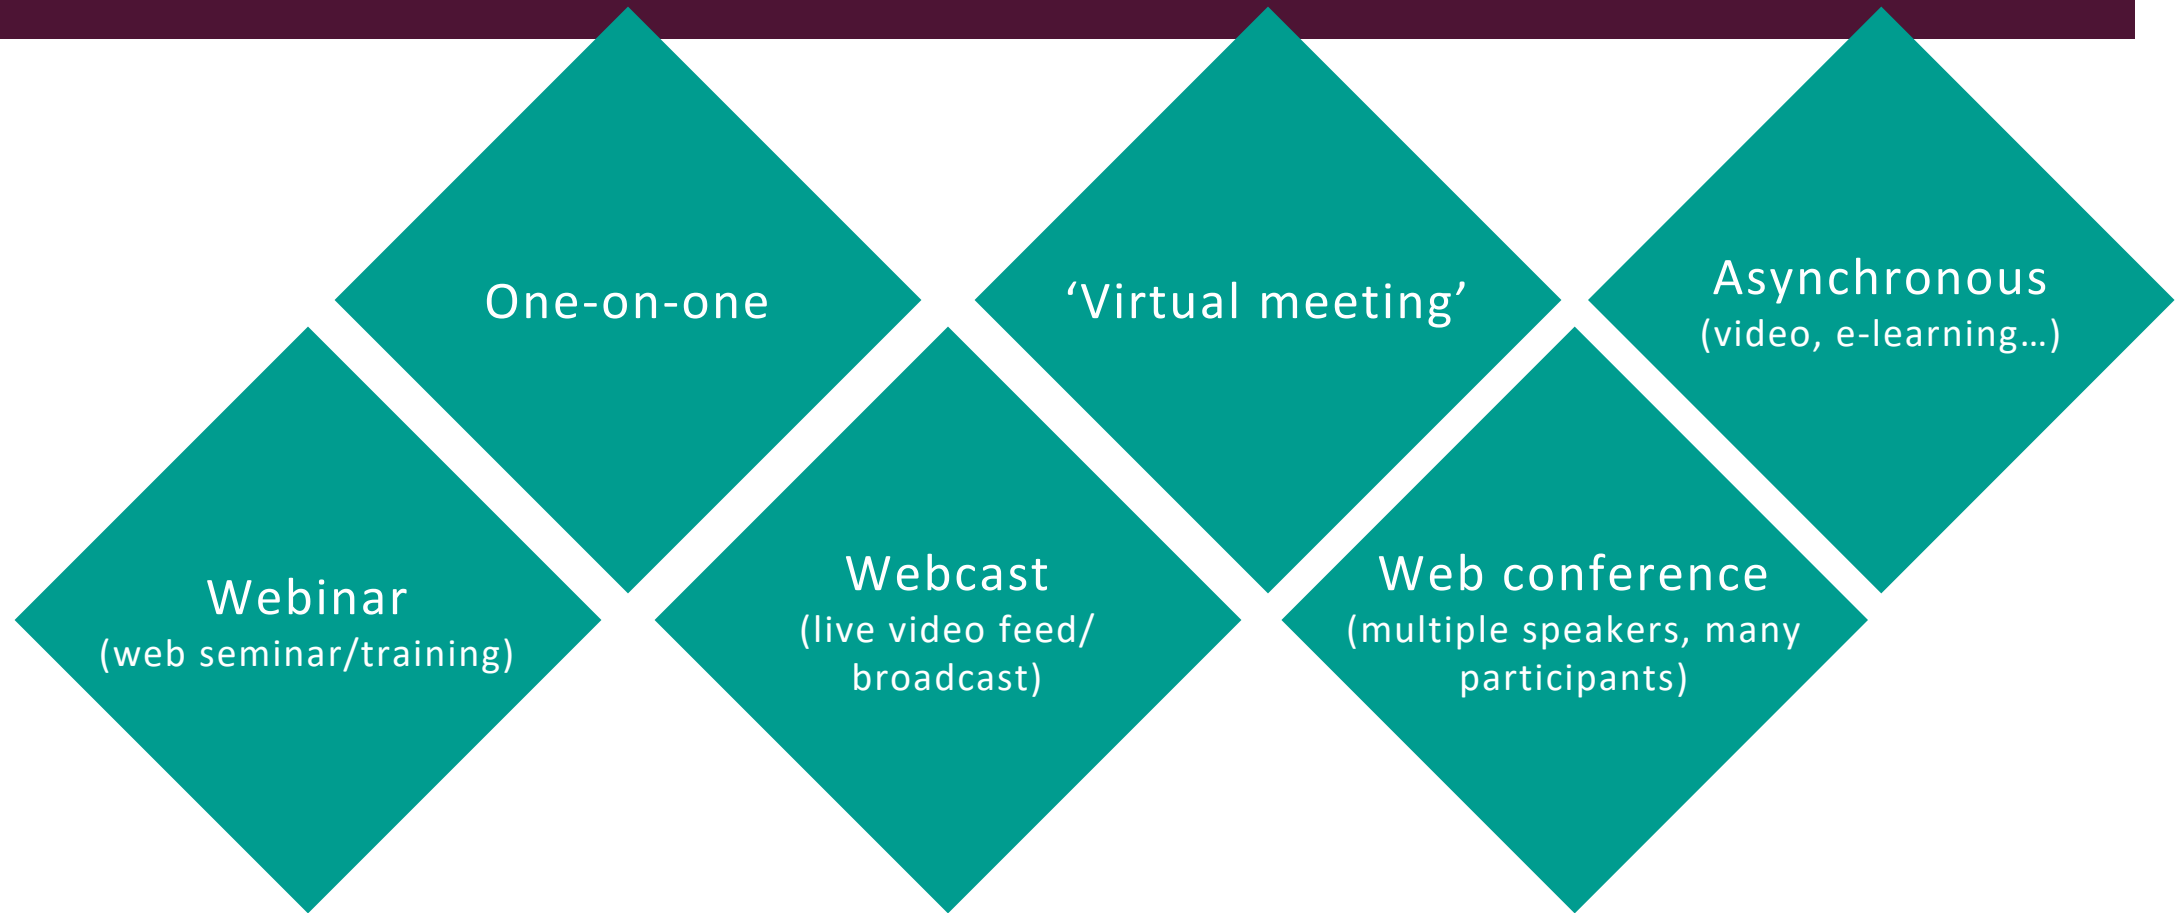 One-on-one
‘Virtual meeting’
Asynchronous
(video, e-learning…)
Webinar
(web seminar/training)
Webcast
(live video feed/
broadcast)
Web conference
(multiple speakers, many
participants)